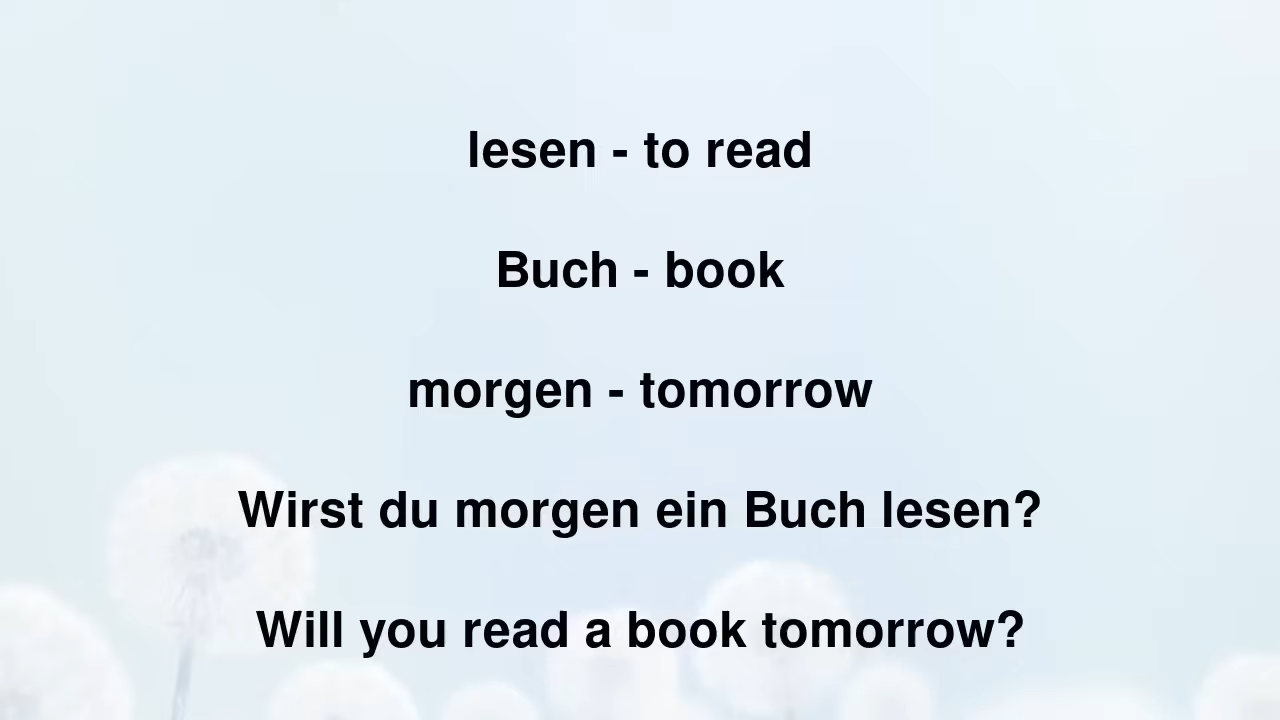 lesen - to read
Buch - book
morgen - tomorrow
Wirst du morgen ein Buch lesen?
Will you read a book tomorrow?